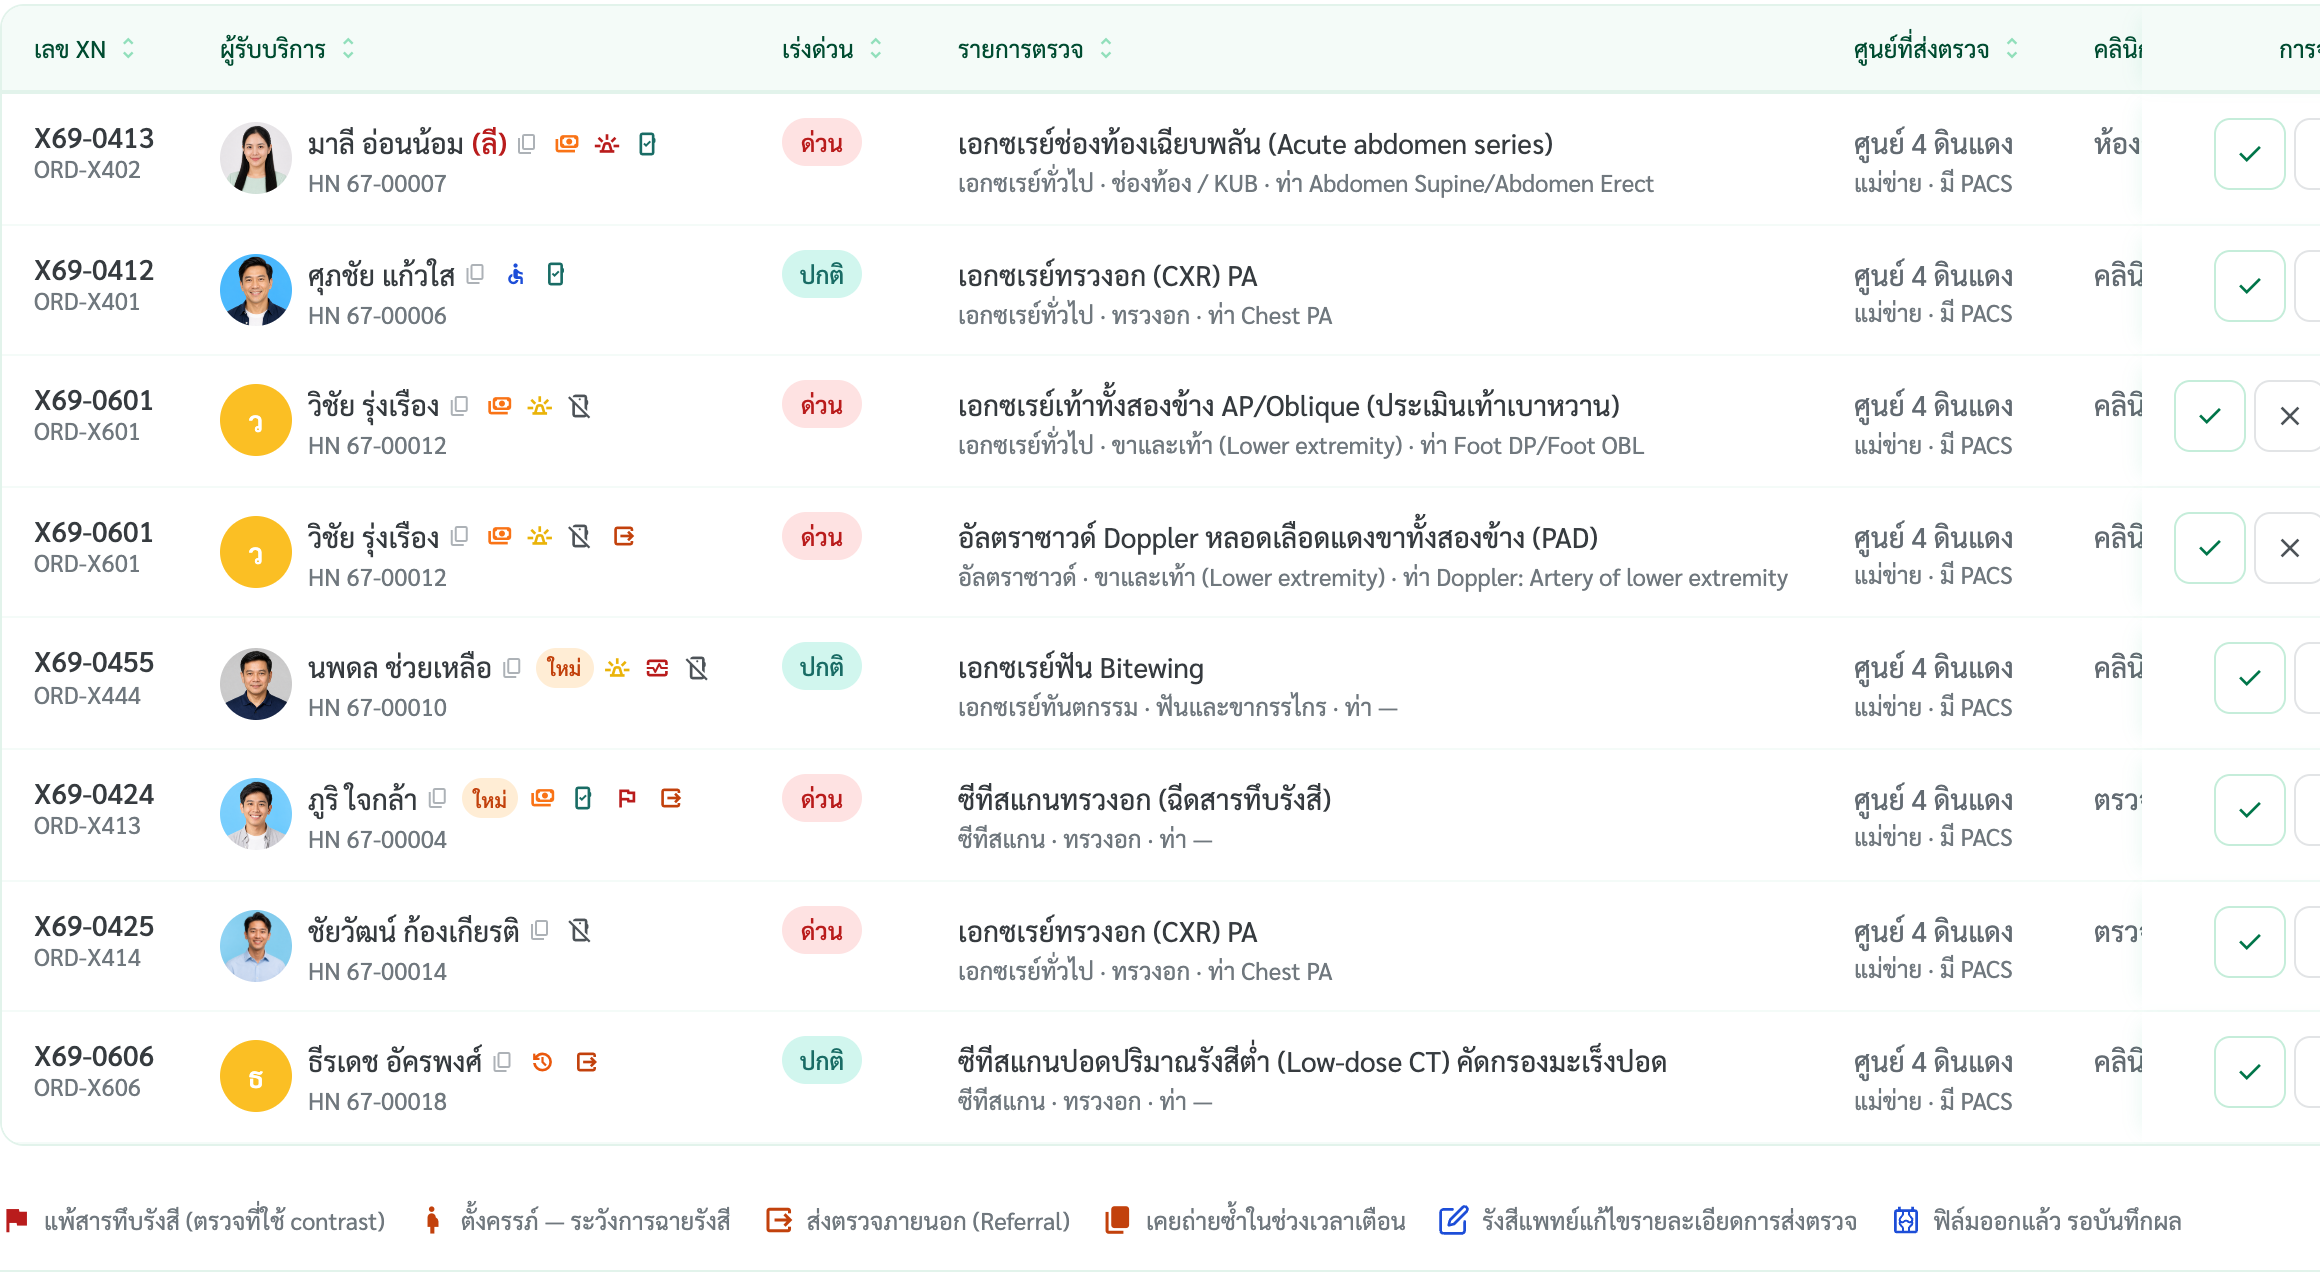 เลข XN ผู้รับบริการ เร่งด่วน รายการตรวจ ศูนย์ที่ส่งตรวจ
X69-0413 มาลี อ่อนน้อม (ลี) ด่วน เอกซเรย์ช่องท้องเฉียบพลัน (Acute abdomen series) ศูนย์ 4 ดินแดง ห้อง
ORD-X402 HN 67-00007 เอกซเรย์ทั่วไป · ช่องท้อง / KUB · ท่า Abdomen Supine/Abdomen Erect แม่ข่าย · มี PACS
X69-0412 ศุภชัย แก้วใส ปกติ เอกซเรย์ทรวงอก (CXR) PA ศูนย์ 4 ดินแดง คลินิ
ORD-X401 HN 67-00006 เอกซเรย์ทั่วไป · ทรวงอก · ท่า Chest PA แม่ข่าย · มี PACS
X69-0601 ว วิชัย รุ่งเรือง ด่วน เอกซเรย์เท้าทั้งสองข้าง AP/Oblique (ประเมินเท้าเบาหวาน) ศูนย์ 4 ดินแดง คลินิ
ORD-X601 HN 67-00012 เอกซเรย์ทั่วไป · ขาและเท้า (Lower extremity) · ท่า Foot DP/Foot OBL แม่ข่าย · มี PACS
X69-0601 ว วิชัย รุ่งเรือง ด่วน อัลตราซาวด์ Doppler หลอดเลือดแดงขาทั้งสองข้าง (PAD) ศูนย์ 4 ดินแดง คลินิ
ORD-X601 HN 67-00012 อัลตราซาวด์ · ขาและเท้า (Lower extremity) · ท่า Doppler: Artery of lower extremity แม่ข่าย · มี PACS
X69-0455 นพดล ช่วยเหลือ ใหม่ ปกติ เอกซเรย์ฟัน Bitewing ศูนย์ 4 ดินแดง คลินิ
ORD-X444 HN 67-00010 เอกซเรย์ทันตกรรม · ฟันและขากรรไกร · ท่า — แม่ข่าย · มี PACS
X69-0424 ภูริ ใจกล้า ใหม่ ด่วน ซีทีสแกนทรวงอก (ฉีดสารทึบรังสี) ศูนย์ 4 ดินแดง ตรว
ORD-X413 HN 67-00004 ซีทีสแกน · ทรวงอก · ท่า — แม่ข่าย · มี PACS
X69-0425 ชัยวัฒน์ ก้องเกียรติ ด่วน เอกซเรย์ทรวงอก (CXR) PA ศูนย์ 4 ดินแดง ตรว
ORD-X414 HN 67-00014 เอกซเรย์ทั่วไป · ทรวงอก · ท่า Chest PA แม่ข่าย · มี PACS
X69-0606 ธ ธีรเดช อัครพงศ์ ปกติ ซีทีสแกนปอดปริมาณรังสีต่ำ (Low-dose CT) คัดกรองมะเร็งปอด ศูนย์ 4 ดินแดง คลินิ
ORD-X606 HN 67-00018 ซีทีสแกน · ทรวงอก · ท่า — แม่ข่าย · มี PACS
แพ้สารทึบรังสี (ตรวจที่ใช้ contrast) ตั้งครรภ์ — ระวังการฉายรังสี ส่งตรวจภายนอก (Referral) เคยถ่ายซ้ำในช่วงเวลาเตือน รังสีแพทย์แก้ไขรายละเอียดการส่งตรวจ ฟิล์มออกแล้ว รอบันทึกผล